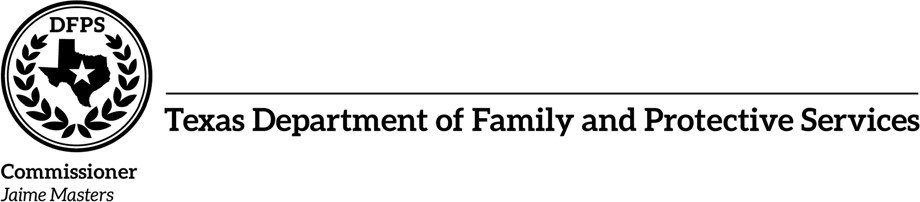 DFPS
Texas Department of Family and Protective Services
Commissioner
Jaime Masters